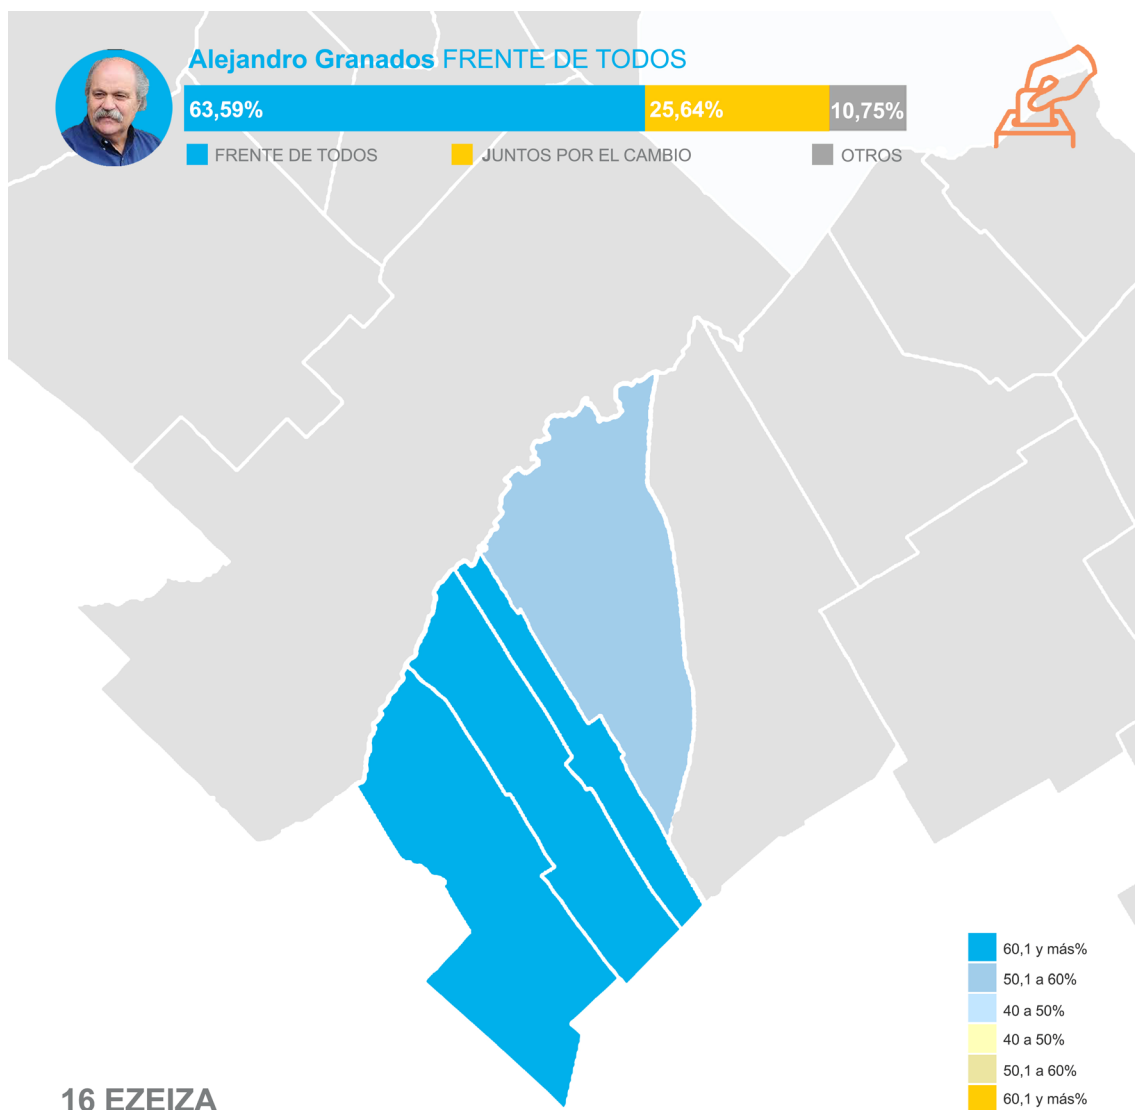 Alejandro Granados FRENTE DE TODOS
63,59% 25,64% 10,75%
FRENTE DE TODOS JUNTOS POR EL CAMBIO OTROS
60,1 y más%
50,1 a 60%
40 a 50%
40 a 50%
50,1 a 60%
60,1 y más%
16 EZEIZA